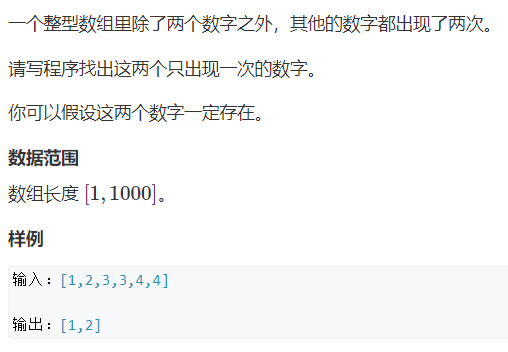 一个整型数组里除了两个数字之外，其他的数字都出现了两次。
请写程序找出这两个只出现一次的数字。
你可以假设这两个数字一定存在。
数据范围
数组长度 [1, 1000]。
样例
输入：[1,2,3,3,4,4]
输出：[1,2]